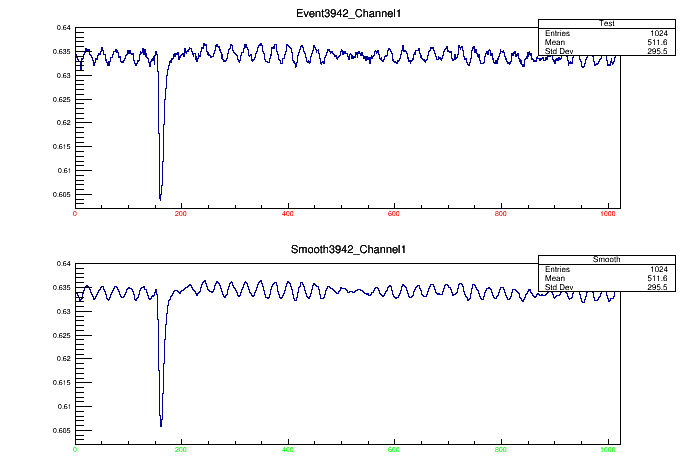 Event3942_Channel1
Test
Entries 1024
Mean 511.6
Std Dev 295.5
0.64
0.635
0.63
0.625
0.62
0.615
0.61
0.605
0 200 400 600 800 1000
Smooth3942_Channel1
Smooth
Entries 1024
Mean 511.6
Std Dev 295.5
0.64
0.635
0.63
0.625
0.62
0.615
0.61
0.605
0 200 400 600 800 1000